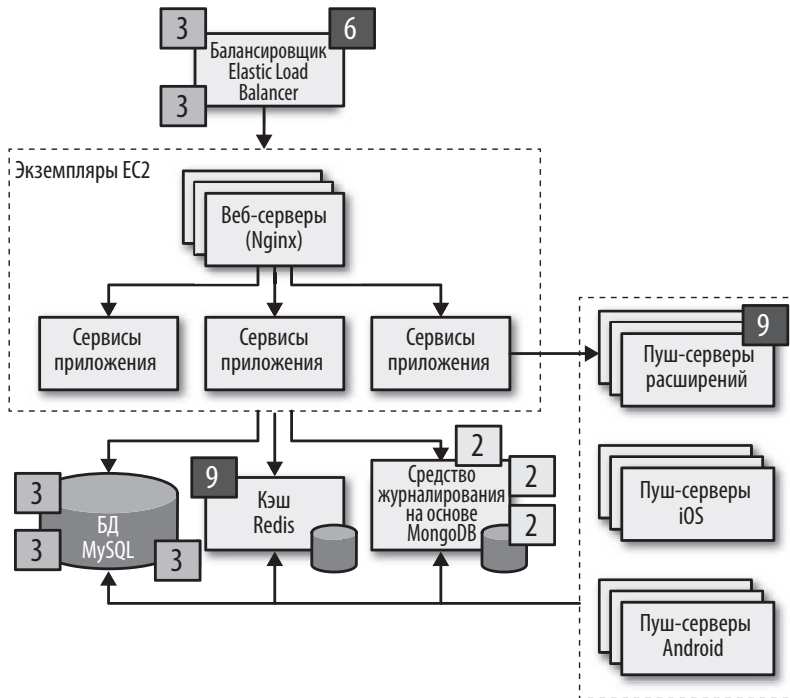 3
6
Балансировщик
Elastic Load
Balancer
3
Экземпляры EC2
Веб-серверы
(Nginx)
Сервисы
приложения
Сервисы
приложения
Сервисы
приложения
9
Пуш-серверы
расширений
3
БД
MySQL
3
3
9
Кэш
Redis
2
Средство
журналирования
на основе
MongoDB
2
2
Пуш-серверы
iOS
Пуш-серверы
Android